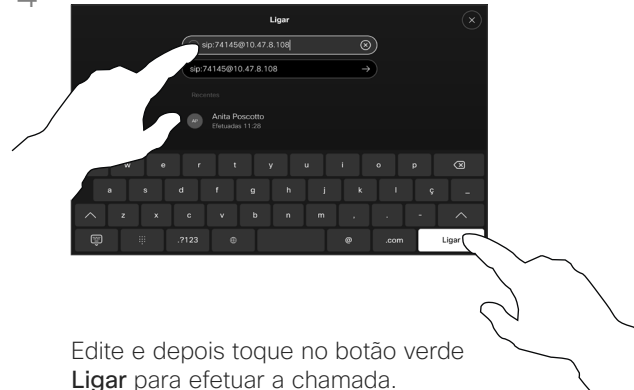 Ligar
sip:74145@10.47.8.108
sip:74145@10.47.8.108
Recentes
AP
Anita Poscotto
Efetuadas 11:28
w e r t y u i o p
a s d f g h j k l ç _
z x c v b n m , . -
.?123 @ .com Ligar
Edite e depois toque no botão verde
Ligar para efetuar a chamada.